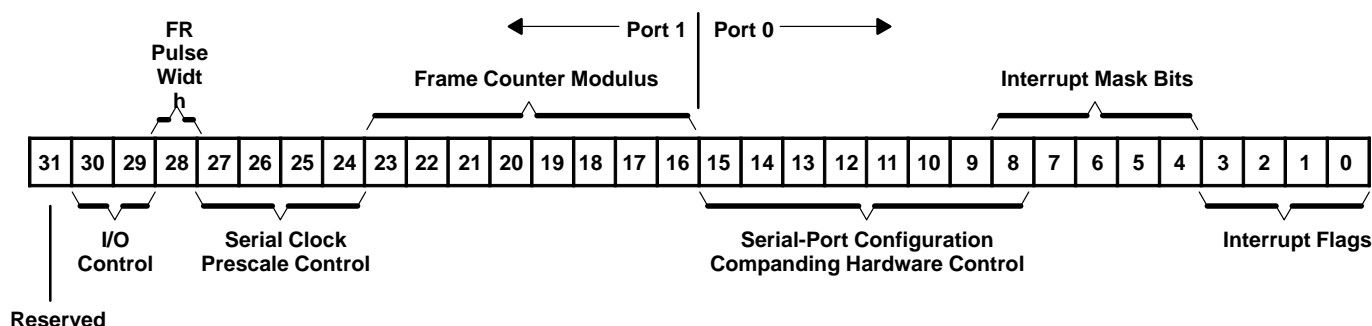 FR
Pulse
Widt
h
Port 1 Port 0
Frame Counter Modulus Interrupt Mask Bits
31 30 29 28 27 26 25 24 23 22 21 20 19 18 17 16 15 14 13 12 11 10 9 8 7 6 5 4 3 2 1 0
I/O Serial Clock Serial-Port Configuration Interrupt Flags
Control Prescale Control Companding Hardware Control
Reserved